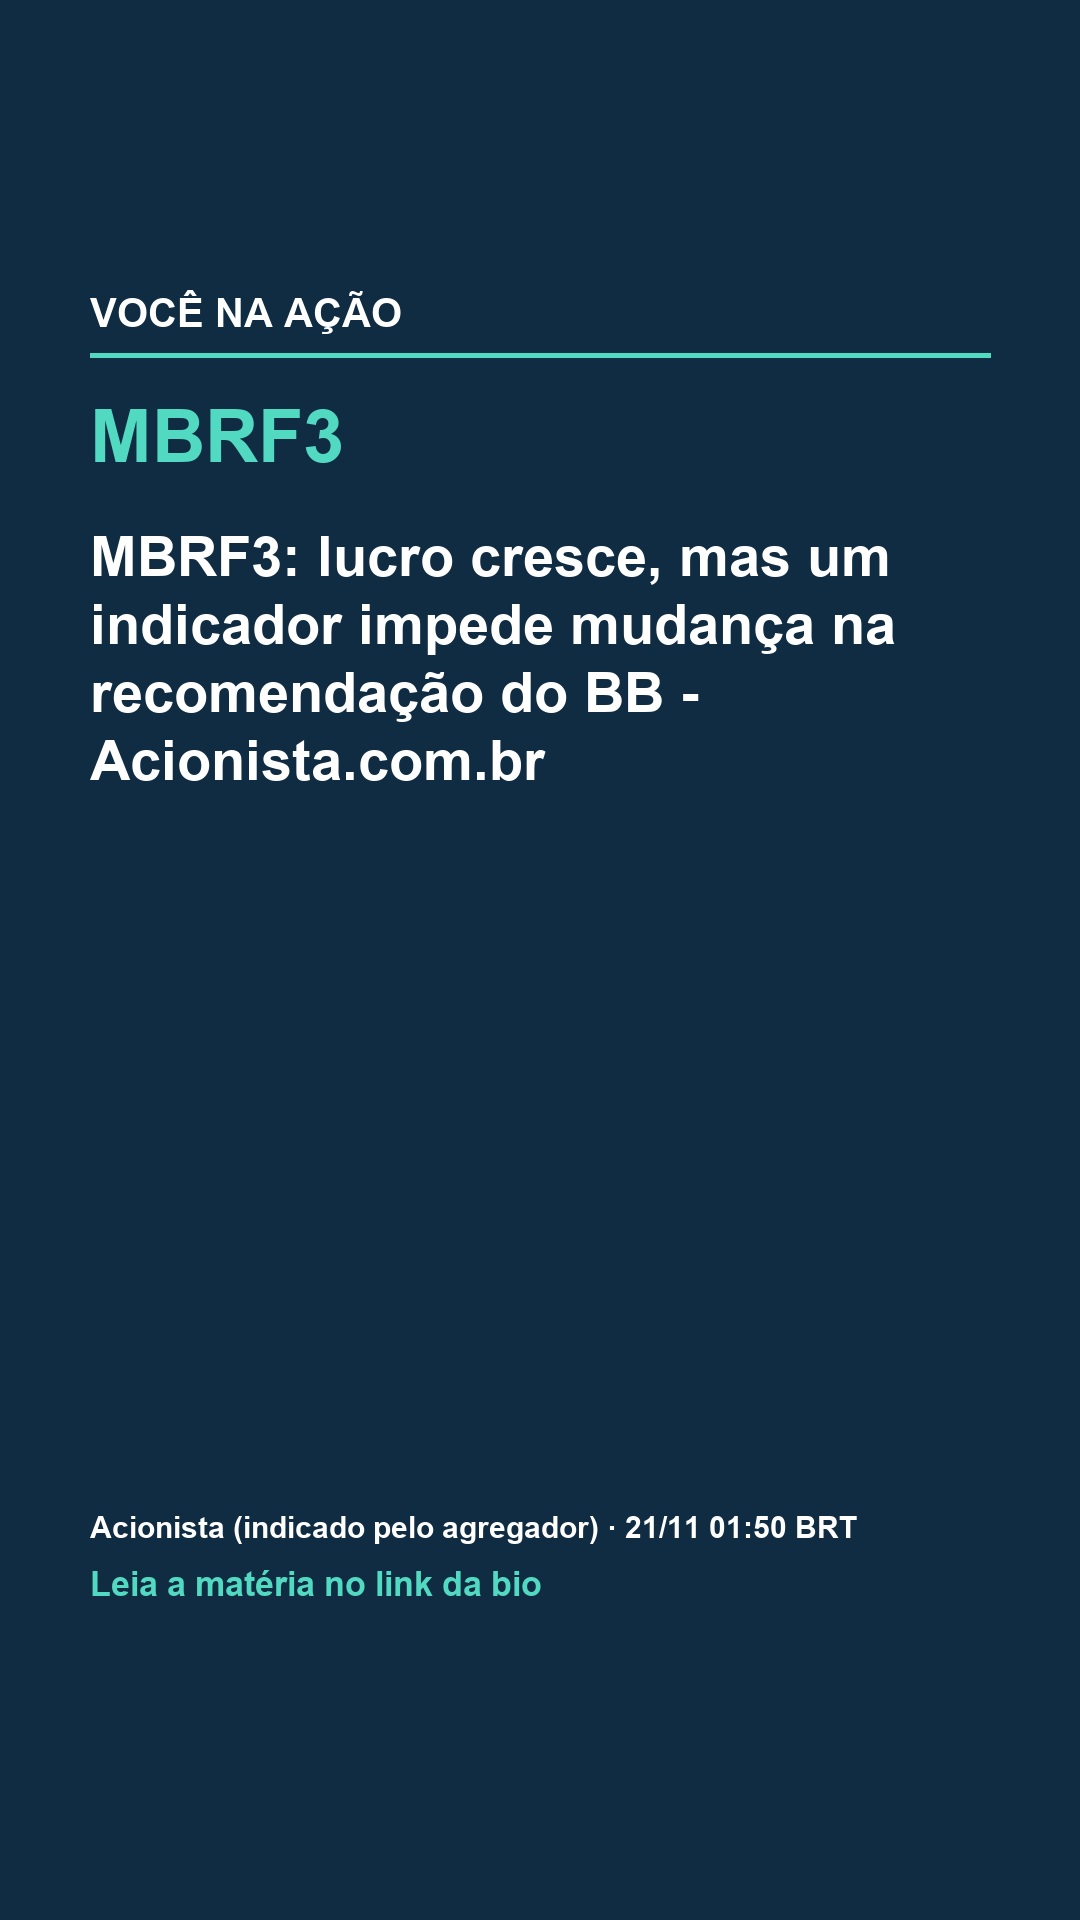 VOCÊ NA AÇÃO
MBRF3
MBRF3: lucro cresce, mas um
indicador impede mudança na
recomendação do BB -
Acionista.com.br
Acionista (indicado pelo agregador) · 21/11 01:50 BRT
Leia a matéria no link da bio